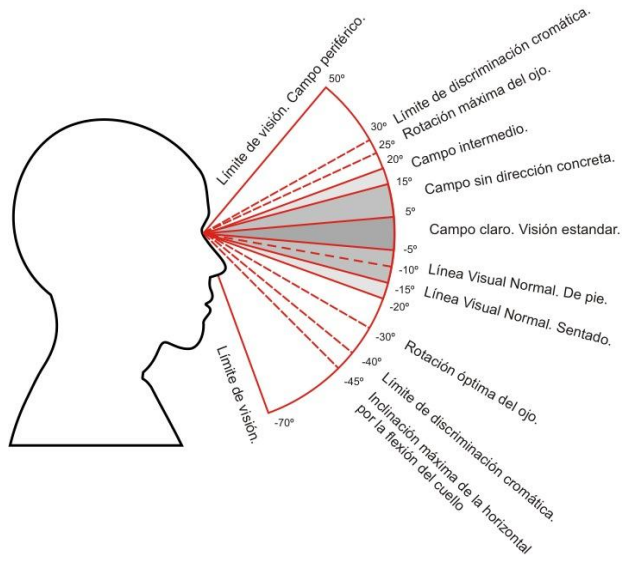 Límite de visión. Campo periférico.
50º
Límite de discriminación cromática.
30º
Rotación máxima del ojo.
25º
20º
Campo intermedio.
15º
Campo sin dirección concreta.
5º
Campo claro. Visión estandar.
-5º
-10º
Línea Visual Normal. De pie.
-15º
Línea Visual Normal. Sentado.
-20º
-30º
Rotación óptima del ojo.
-40º
Límite de discriminación cromática.
-45º
Inclinación máxima de la horizontal
por la flexión del cuello
Límite de visión.
-70º